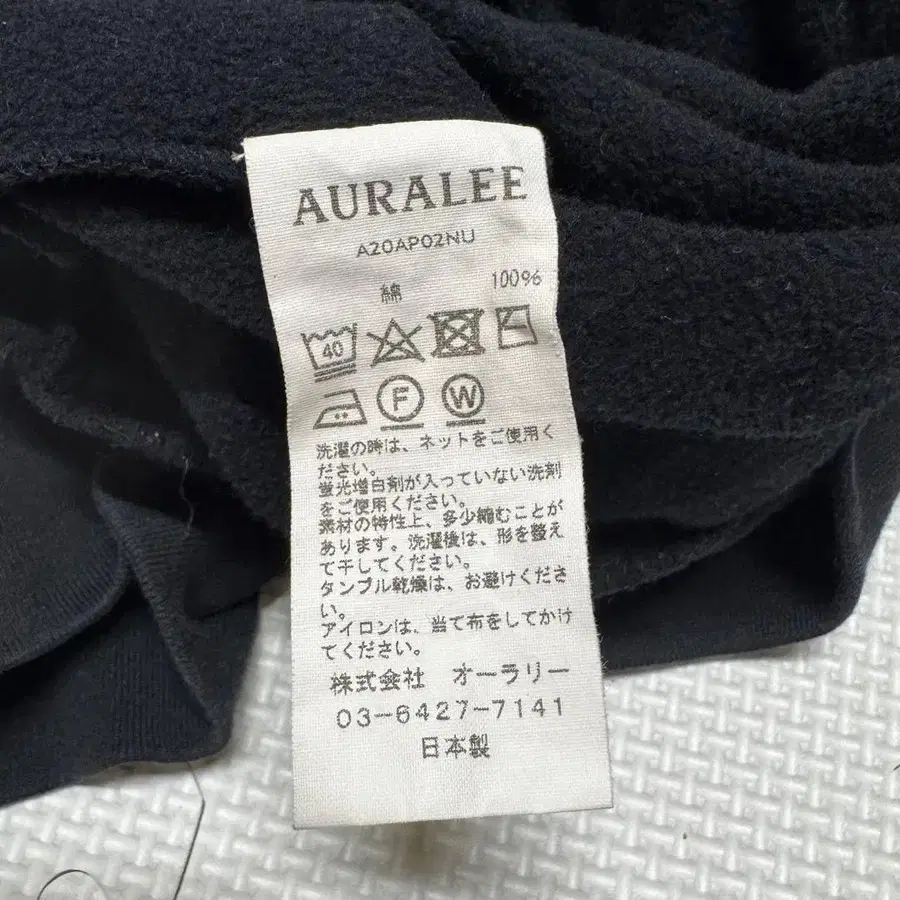 AURALEE
A20AP02NU
綿 100%
40
F W
洗濯の時は、ネットをご使用く
ださい。
蛍光増白剤が入っていない洗剤
をご使用ください。
素材の特性上、多少縮むことが
あります。洗濯後は、形を整え
て干してください。
タンブル乾燥は、お避けくださ
い。
アイロンは、当て布をしてかけ
てください。
株式会社 オーラリー
03-6427-7141
日本製